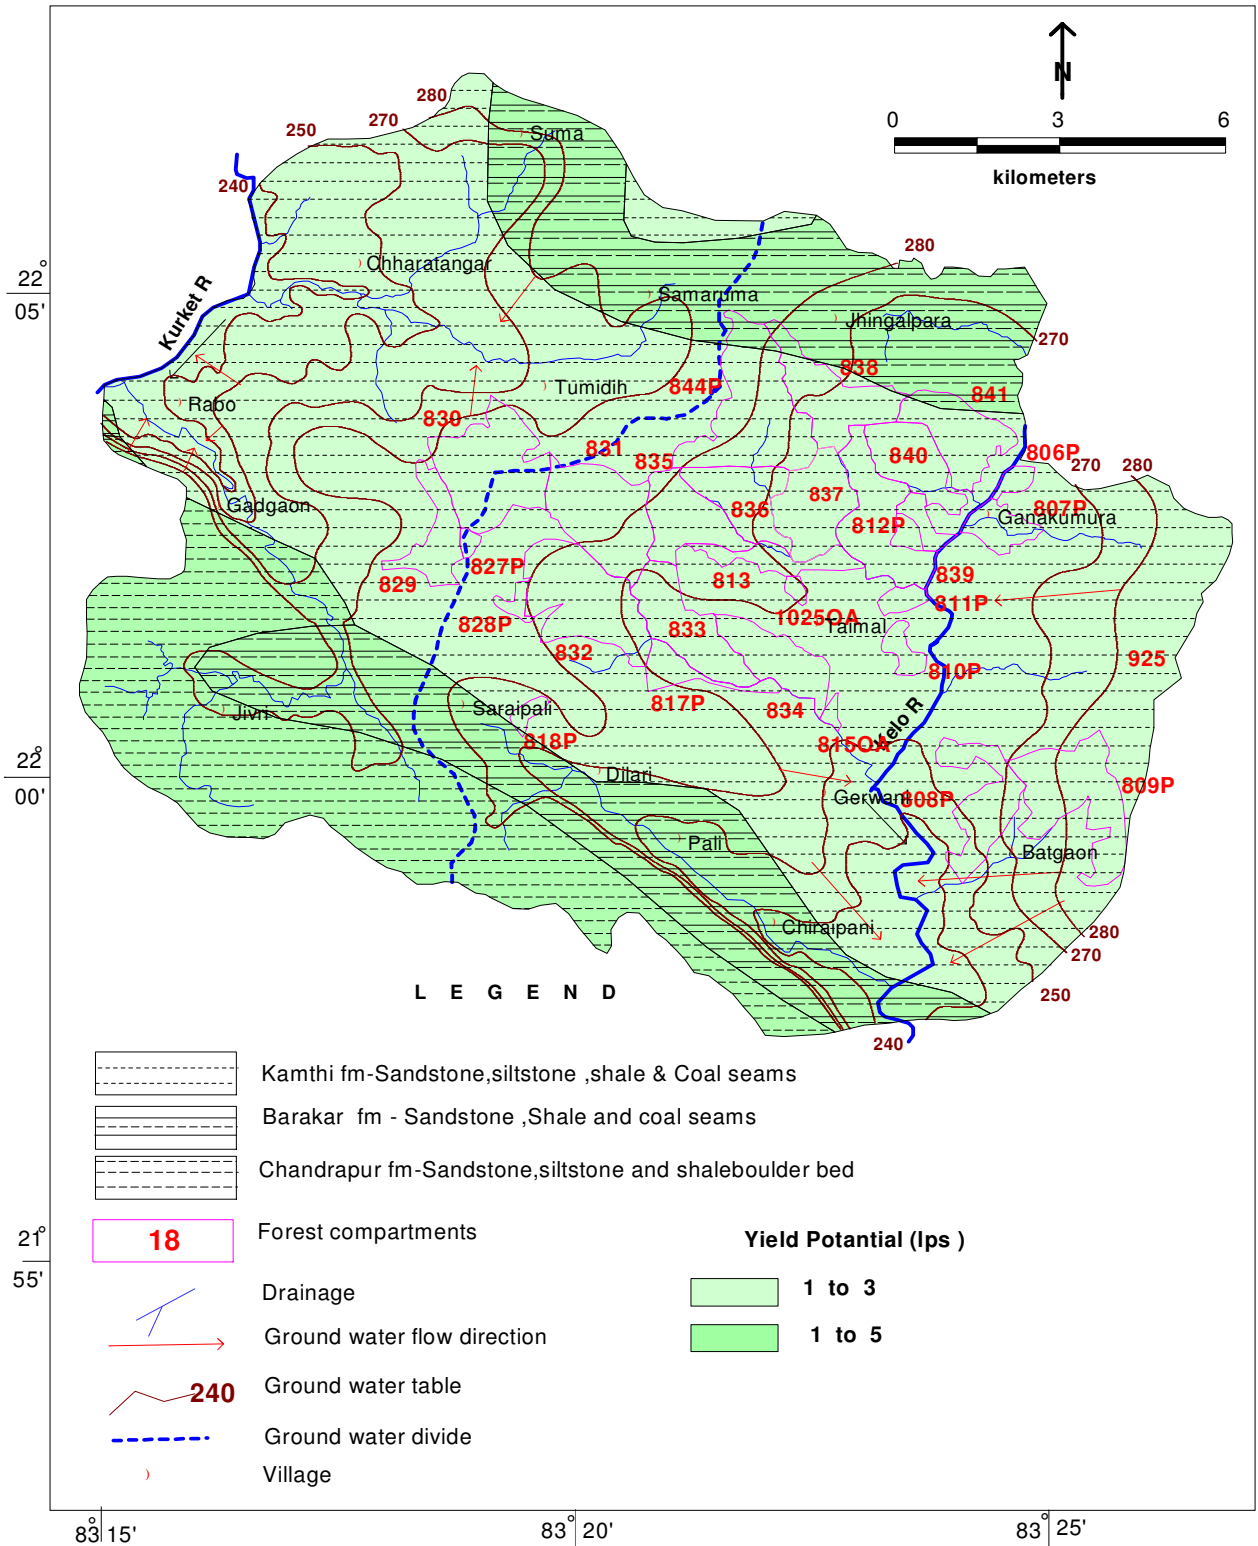 N
0 3 6
kilometers
280
270
250
240
Suma
280
22°
05'
Chharatangar
Samaruma
Jhingalpara
Kurket R
270
838
841
844P
Tumidih
Rabo
830
831
835
840
806P
270 280
837
836
812P
807P
Ganakumura
Gadgaon
827P
829
813
839
811P
1025OA
Taimal
828P
833
832
925
810P
817P
834
Saraipali
Jivri
818P
815OA
Kelo R
22°
00'
Dilari
Gerwani
808P
809P
Pali
Batgaon
Chiraipani
280
270
250
240
L E G E N D
Kamthi fm-Sandstone,siltstone ,shale & Coal seams
Barakar fm - Sandstone ,Shale and coal seams
Chandrapur fm-Sandstone,siltstone and shaleboulder bed
18 Forest compartments
21°
55'
Yield Potantial (lps )
Drainage
1 to 3
Ground water flow direction
1 to 5
240 Ground water table
Ground water divide
Village
83° 15' 83° 20' 83° 25'